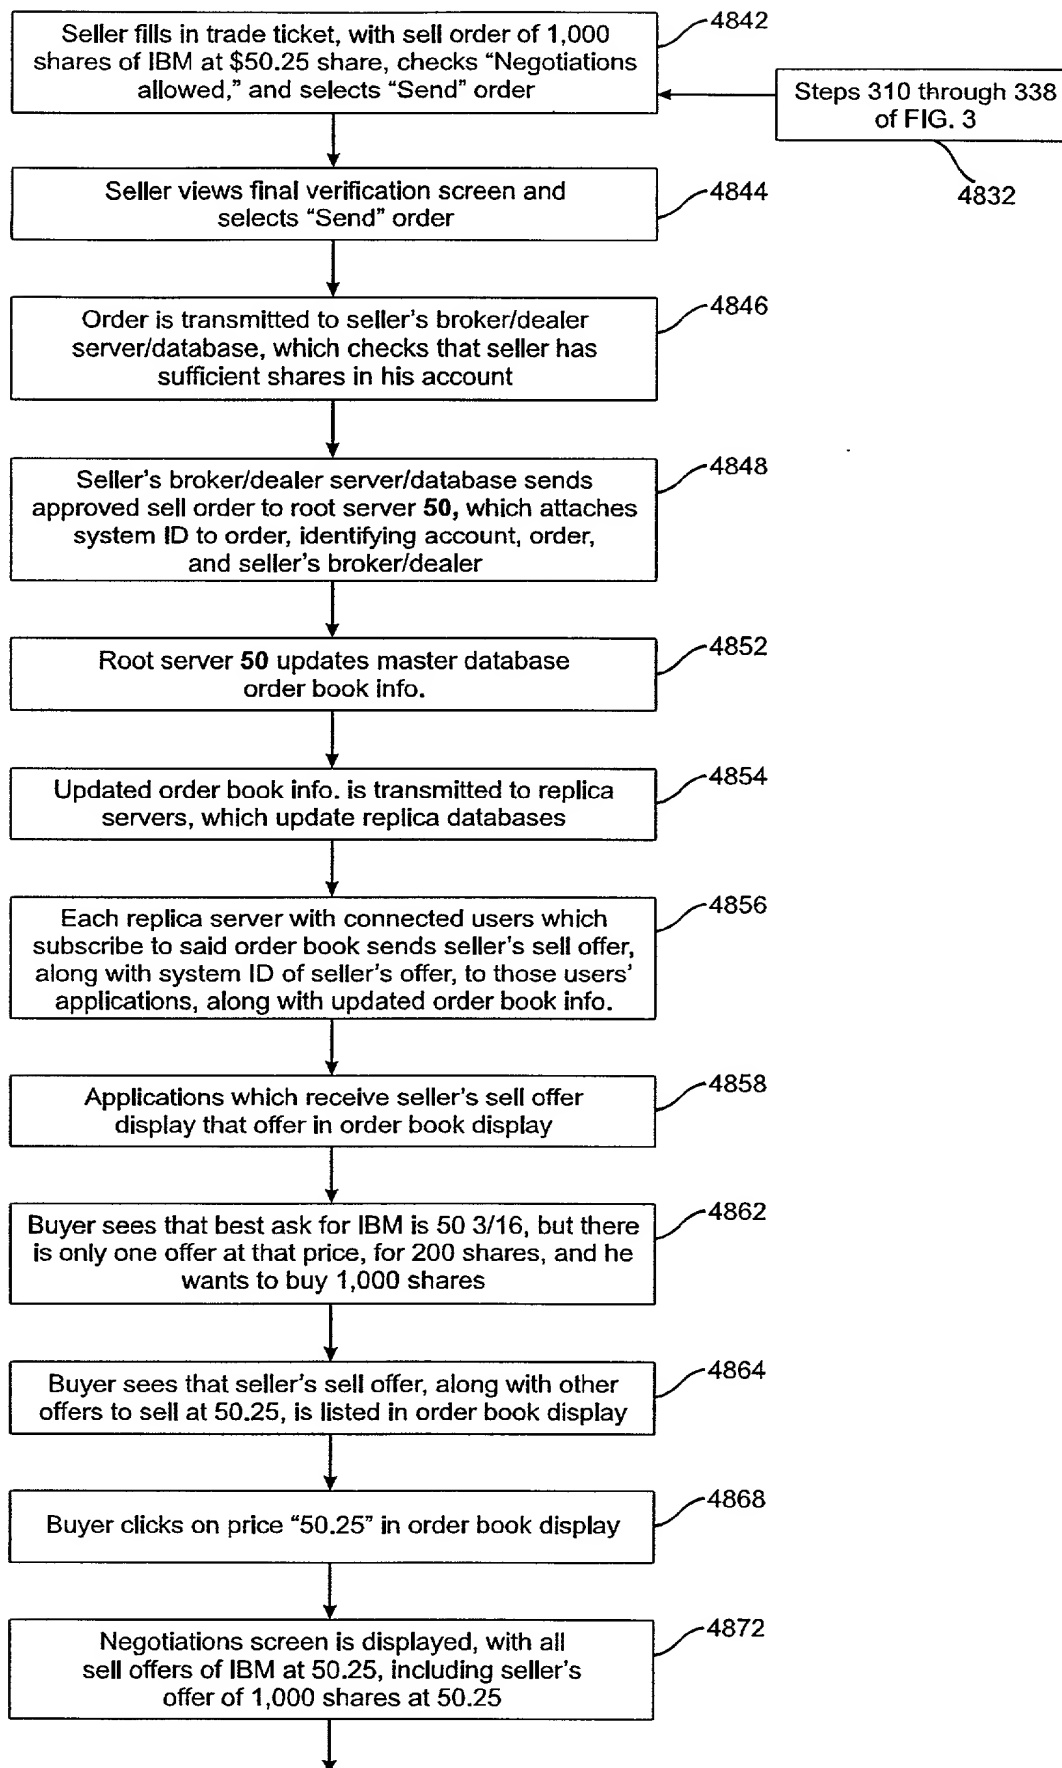 Seller fills in trade ticket, with sell order of 1,000
shares of IBM at $50.25 share, checks “Negotiations
allowed,” and selects “Send” order
4842
Steps 310 through 338
of FIG. 3
4832
Seller views final verification screen and
selects “Send” order
4844
Order is transmitted to seller’s broker/dealer
server/database, which checks that seller has
sufficient shares in his account
4846
Seller’s broker/dealer server/database sends
approved sell order to root server 50, which attaches
system ID to order, identifying account, order,
and seller’s broker/dealer
4848
Root server 50 updates master database
order book info.
4852
Updated order book info. is transmitted to replica
servers, which update replica databases
4854
Each replica server with connected users which
subscribe to said order book sends seller’s sell offer,
along with system ID of seller’s offer, to those users’
applications, along with updated order book info.
4856
Applications which receive seller’s sell offer
display that offer in order book display
4858
Buyer sees that best ask for IBM is 50 3/16, but there
is only one offer at that price, for 200 shares, and he
wants to buy 1,000 shares
4862
Buyer sees that seller’s sell offer, along with other
offers to sell at 50.25, is listed in order book display
4864
Buyer clicks on price “50.25” in order book display
4868
Negotiations screen is displayed, with all
sell offers of IBM at 50.25, including seller’s
offer of 1,000 shares at 50.25
4872